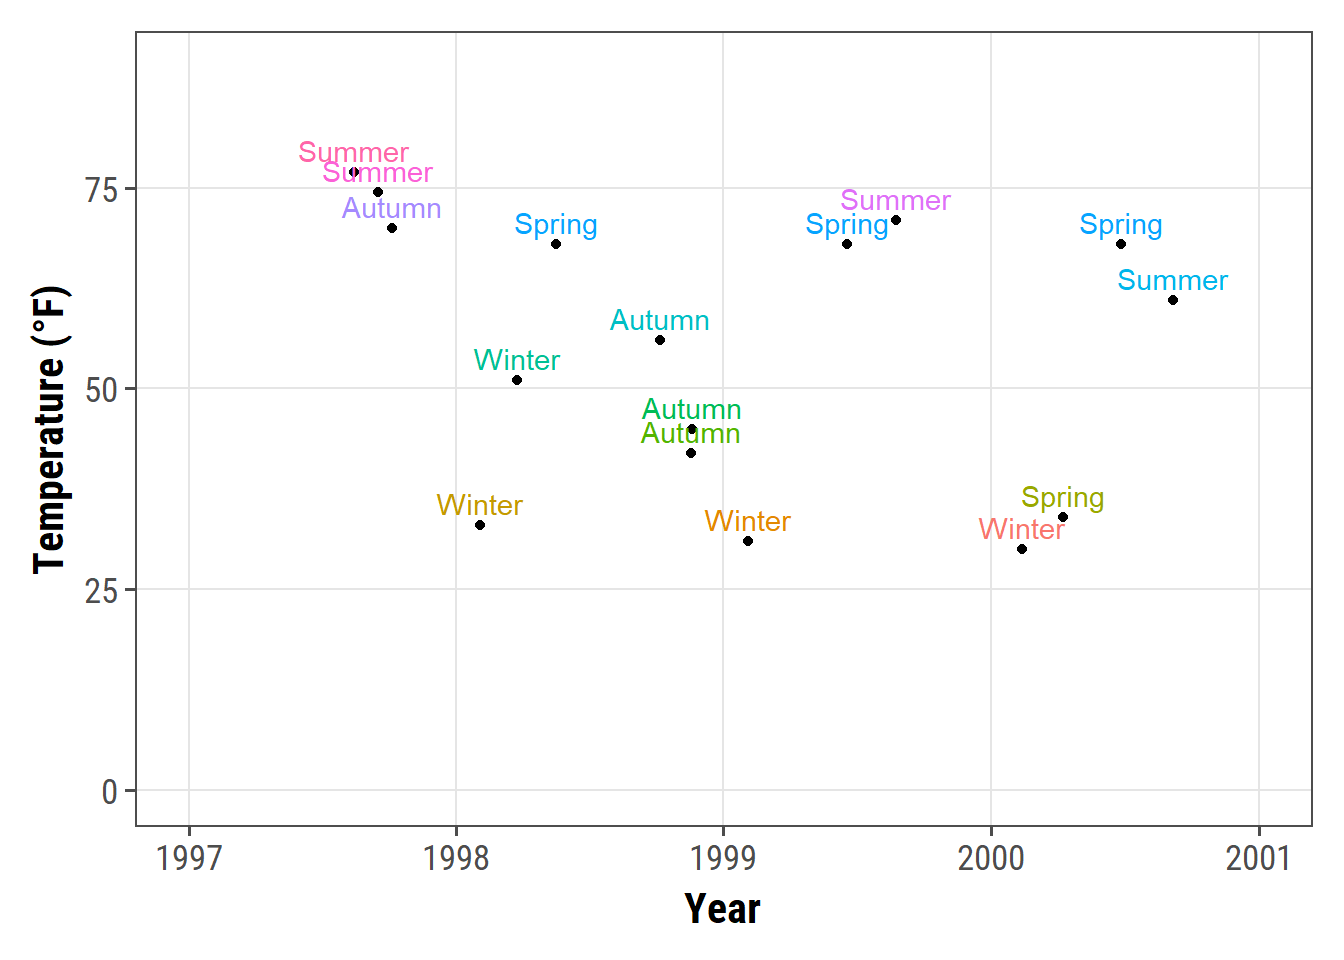 Summer
Summer
75
Summer
Autumn
Spring
Spring
Spring
Summer
Autumn
Winter
50
Autumn
Autumn
Spring
Winter
Winter
Winter
25
0
Temperature (°F)
1997 1998 1999 2000 2001
Year